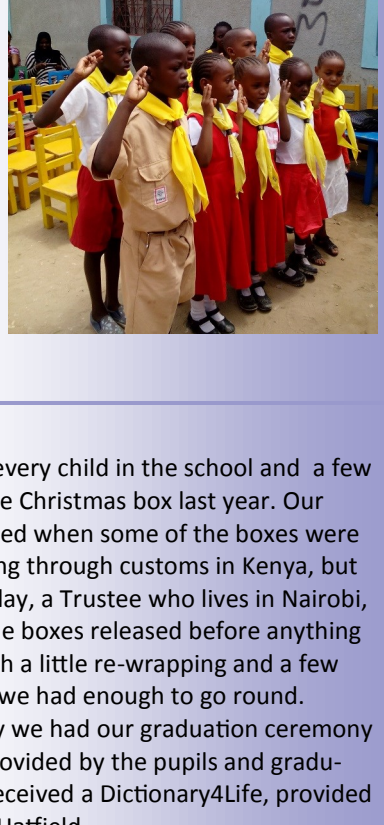 every child in the school and a few
e Christmas box last year. Our
ed when some of the boxes were
ng through customs in Kenya, but
lay, a Trustee who lives in Nairobi,
e boxes released before anything
h a little re-wrapping and a few
we had enough to go round.
y we had our graduation ceremony
ovided by the pupils and gradu-
eceived a Dictionary4Life, provided
Hatfield